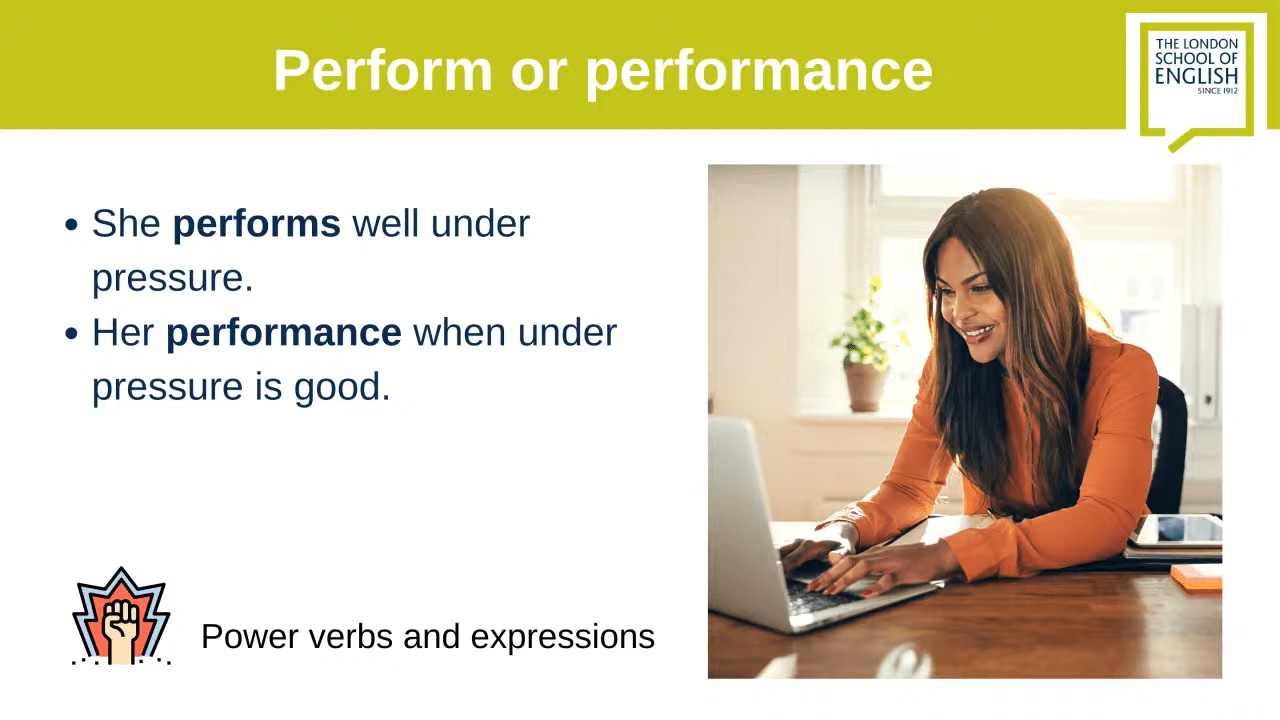 Perform or performance
THE LONDON
SCHOOL OF
ENGLISH
SINCE 1912
• She performs well under
pressure.
• Her performance when under
pressure is good.
Power verbs and expressions